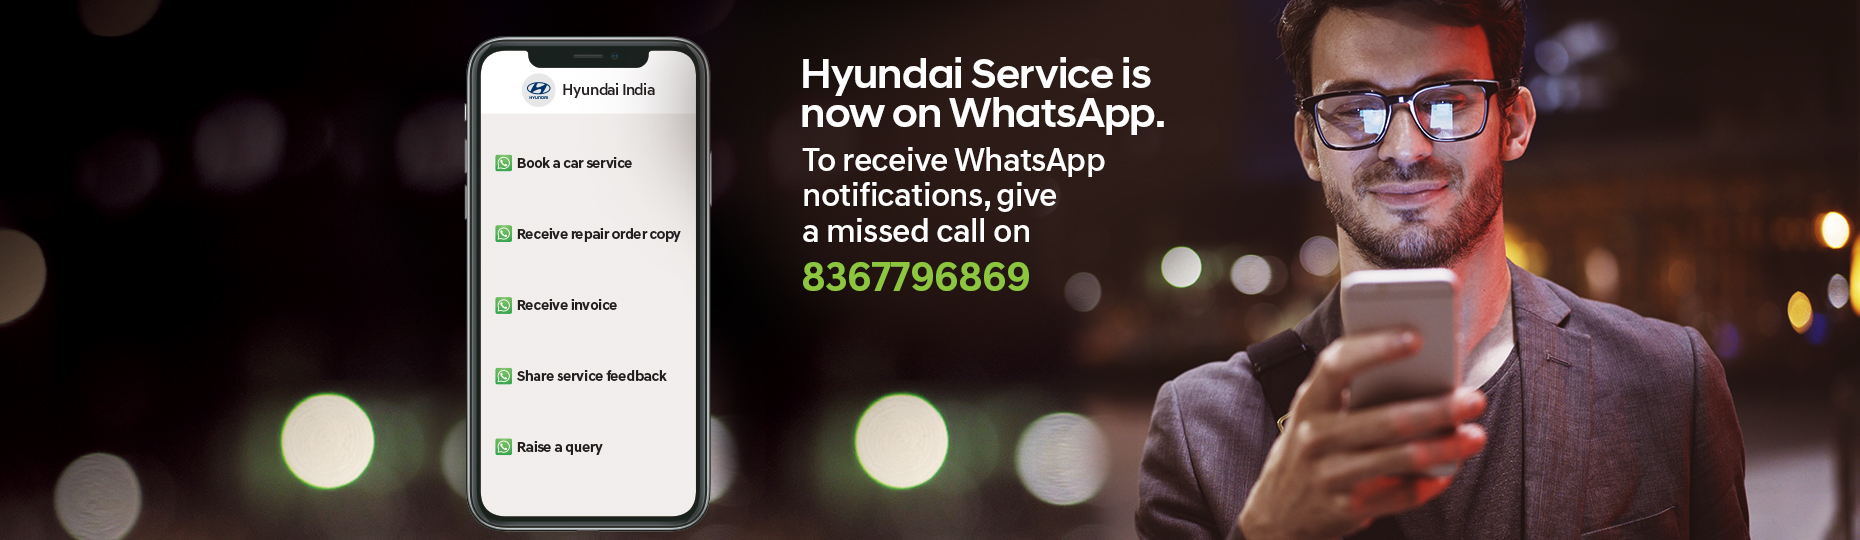 HYUNDAI
Hyundai India
Book a car service
Receive repair order copy
Receive invoice
Share service feedback
Raise a query
Hyundai Service is
now on WhatsApp.
To receive WhatsApp
notifications, give
a missed call on
8367796869